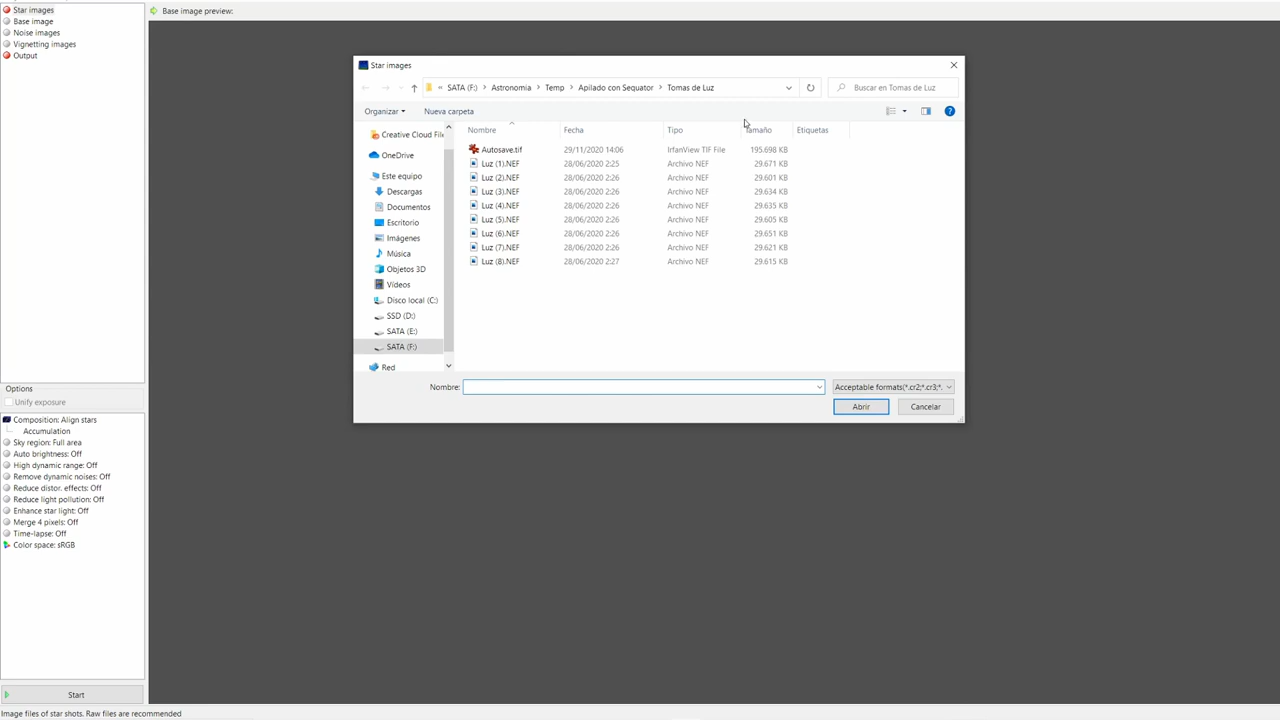 Star images
Base image
Noise images
Vignetting images
Output
Base image preview:
Star images
« SATA (F:) > Astronomia > Temp > Apilado con Sequator > Tomas de Luz
Buscar en Tomas de Luz
Organizar
Nueva carpeta
Creative Cloud File
OneDrive
Este equipo
Descargas
Documentos
Escritorio
Imágenes
Música
Objetos 3D
Vídeos
Disco local (C:)
SSD (D:)
SATA (E:)
SATA (F:)
Red
Nombre Fecha Tipo Tamaño Etiquetas
Autosave.tif 29/11/2020 14:06 IrfanView TIF File 195.698 KB
Luz (1).NEF 28/06/2020 2:25 Archivo NEF 29.671 KB
Luz (2).NEF 28/06/2020 2:26 Archivo NEF 29.601 KB
Luz (3).NEF 28/06/2020 2:26 Archivo NEF 29.634 KB
Luz (4).NEF 28/06/2020 2:26 Archivo NEF 29.635 KB
Luz (5).NEF 28/06/2020 2:26 Archivo NEF 29.605 KB
Luz (6).NEF 28/06/2020 2:26 Archivo NEF 29.651 KB
Luz (7).NEF 28/06/2020 2:26 Archivo NEF 29.621 KB
Luz (8).NEF 28/06/2020 2:27 Archivo NEF 29.615 KB
Nombre:
Acceptable formats(*.cr2;*.cr3;*.
Abrir
Cancelar
Options
Unify exposure
Composition: Align stars
Accumulation
Sky region: Full area
Auto brightness: Off
High dynamic range: Off
Remove dynamic noises: Off
Reduce distor. effects: Off
Reduce light pollution: Off
Enhance star light: Off
Merge 4 pixels: Off
Time-lapse: Off
Color space: sRGB
Start
Image files of star shots. Raw files are recommended